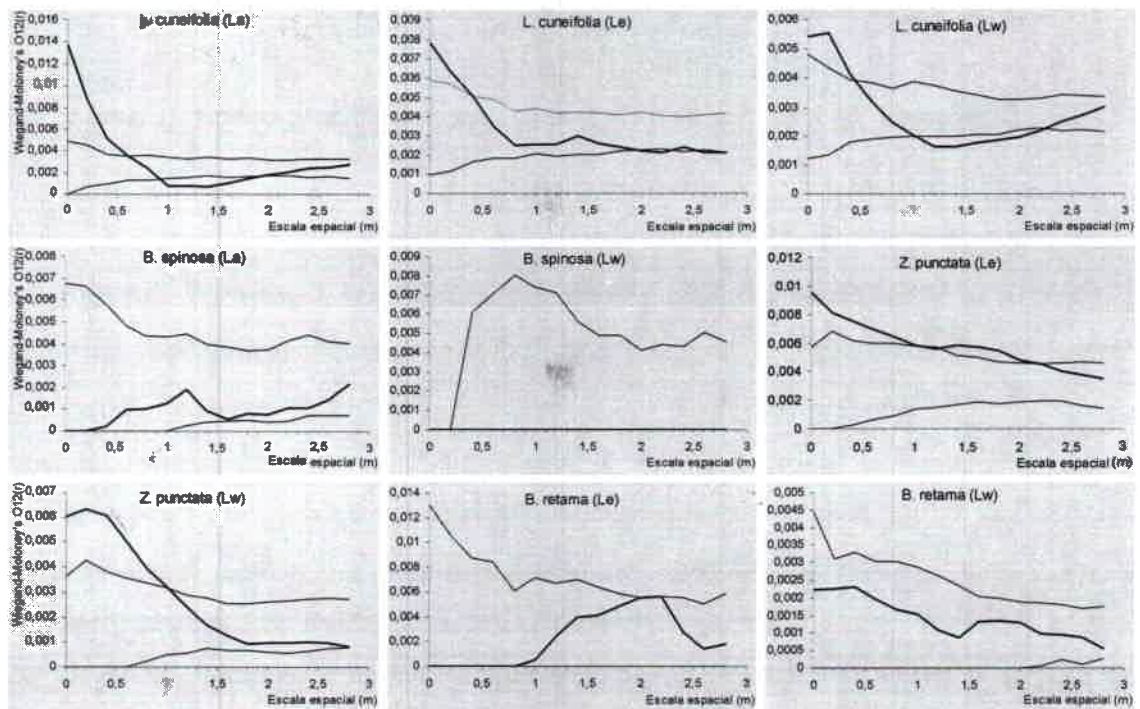 μ cuneifolia (La)
Wiegand-Moloney's O12(r)
0,016
0,014
0,012
0,01
0,008
0,006
0,004
0,002
0
0 0,5 1 1,5 2 2,5 3
Escala espacial (m)
L. cuneifolia (Le)
0,009
0,008
0,007
0,006
0,005
0,004
0,003
0,002
0,001
0
0 0,5 1 1,5 2 2,5 3
Escala espacial (m)
L. cuneifolia (Lw)
0,006
0,005
0,004
0,003
0,002
0,001
0
0 0,5 1 1,5 2 2,5 3
Escala espacial (m)
B. spinosa (La)
Wiegand-Moloney's O12(r)
0,008
0,007
0,006
0,005
0,004
0,003
0,002
0,001
0
0 0,5 1 1,5 2 2,5 3
Escala espacial (m)
B. spinosa (Lw)
0,009
0,008
0,007
0,006
0,005
0,004
0,003
0,002
0,001
0
0 0,5 1 1,5 2 2,5 3
Escala espacial (m)
Z. punctata (Le)
0,012
0,01
0,008
0,006
0,004
0,002
0
0 0,5 1 1,5 2 2,5 3
Escala espacial (m)
Z. punctata (Lw)
Wiegand-Moloney's O12(r)
0,007
0,006
0,005
0,004
0,003
0,002
0,001
0
0 0,5 1 1,5 2 2,5 3
Escala espacial (m)
B. retama (Le)
0,014
0,012
0,01
0,008
0,006
0,004
0,002
0
0 0,5 1 1,5 2 2,5 3
Escala espacial (m)
B. retama (Lw)
0,005
0,0045
0,004
0,0035
0,003
0,0025
0,002
0,0015
0,001
0,0005
0
0 0,5 1 1,5 2 2,5 3
Escala espacial (m)